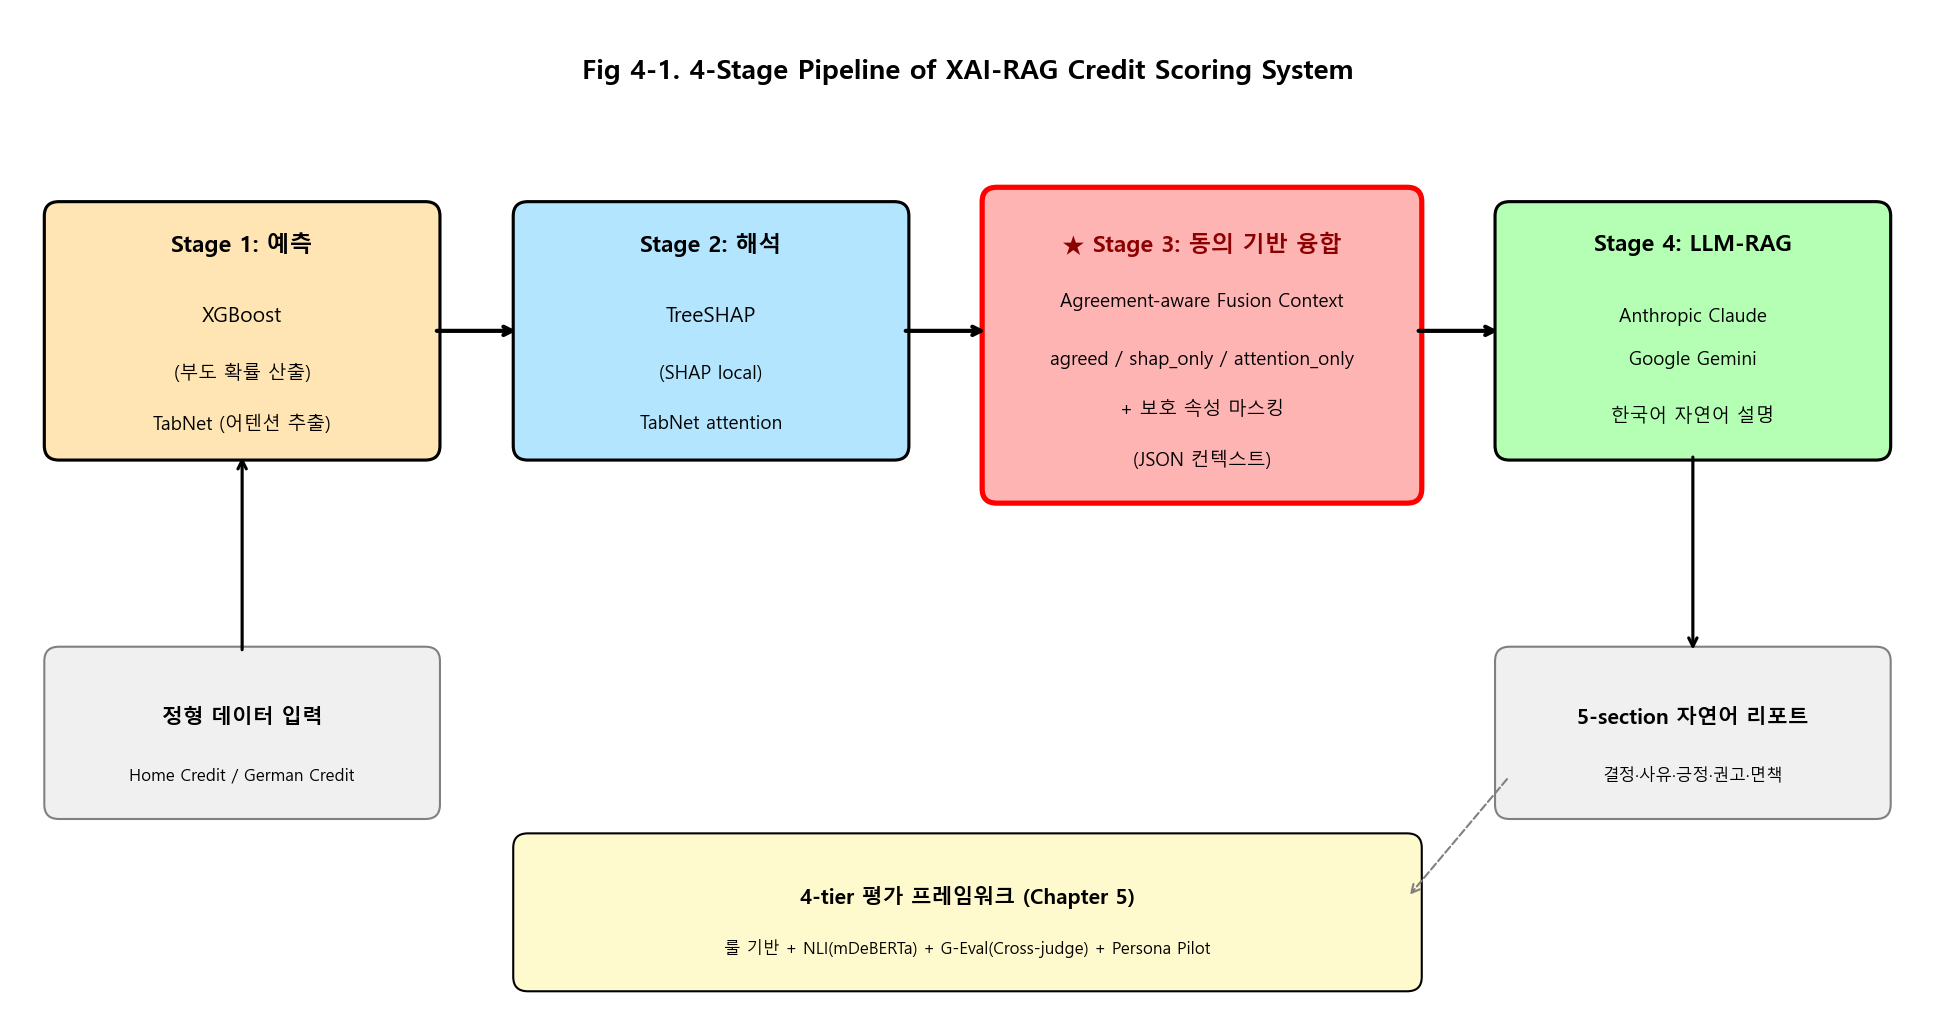 Fig 4-1. 4-Stage Pipeline of XAI-RAG Credit Scoring System
Stage 1: 예측
XGBoost
(부도 확률 산출)
TabNet (어텐션 추출)
Stage 2: 해석
TreeSHAP
(SHAP local)
TabNet attention
★ Stage 3: 동의 기반 융합
Agreement-aware Fusion Context
agreed / shap_only / attention_only
+ 보호 속성 마스킹
(JSON 컨텍스트)
Stage 4: LLM-RAG
Anthropic Claude
Google Gemini
한국어 자연어 설명
정형 데이터 입력
Home Credit / German Credit
5-section 자연어 리포트
결정·사유·긍정·권고·면책
4-tier 평가 프레임워크 (Chapter 5)
룰 기반 + NLI(mDeBERTa) + G-Eval(Cross-judge) + Persona Pilot